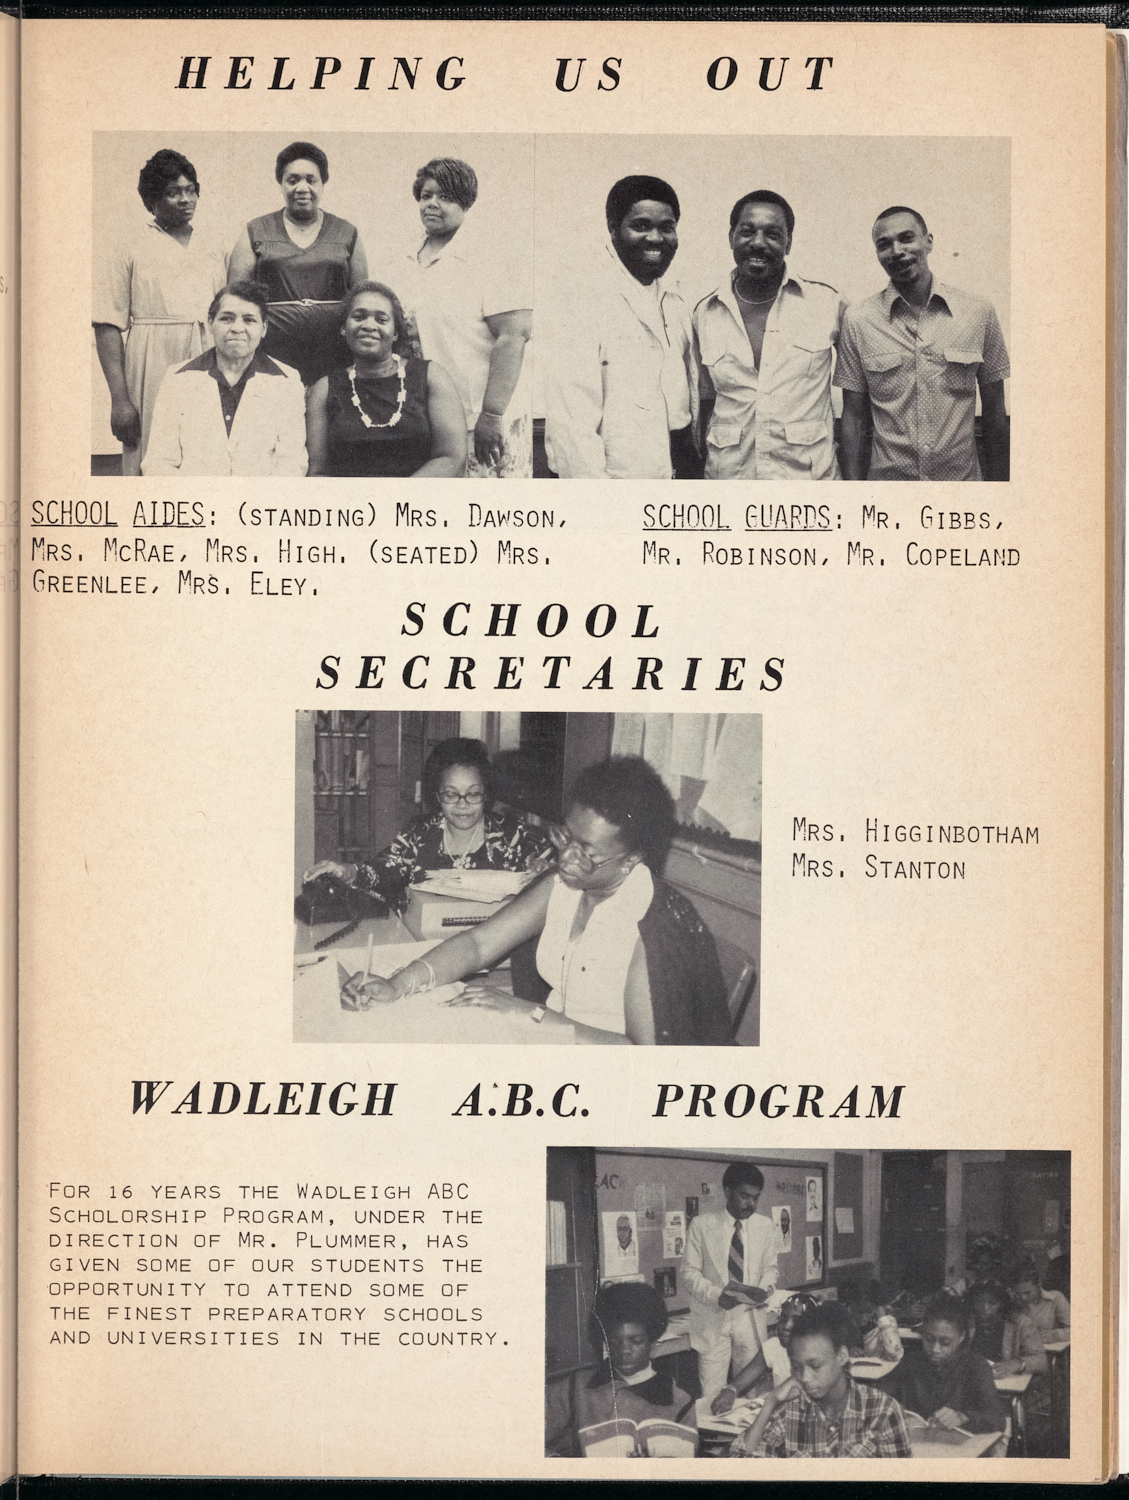 HELPING US OUT
SCHOOL AIDES: (STANDING) MRS. DAWSON,
MRS. MCRAE, MRS. HIGH. (SEATED) MRS.
GREENLEE, MRS. ELEY.
SCHOOL GUARDS: MR. GIBBS,
MR. ROBINSON, MR. COPELAND
SCHOOL
SECRETARIES
MRS. HIGGINBOTHAM
MRS. STANTON
WADLEIGH A.B.C. PROGRAM
FOR 16 YEARS THE WADLEIGH ABC
SCHOLORSHIP PROGRAM, UNDER THE
DIRECTION OF MR. PLUMMER, HAS
GIVEN SOME OF OUR STUDENTS THE
OPPORTUNITY TO ATTEND SOME OF
THE FINEST PREPARATORY SCHOOLS
AND UNIVERSITIES IN THE COUNTRY.